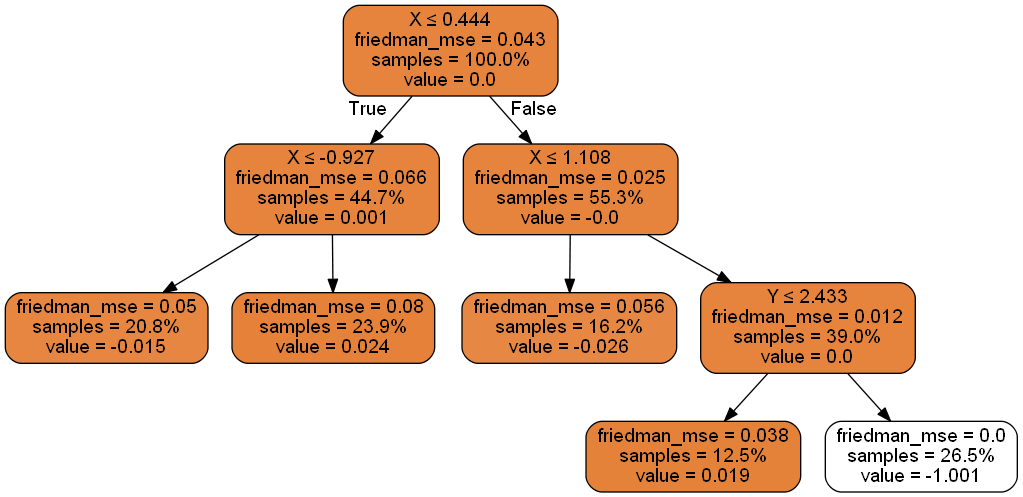 X ≤ 0.444
friedman_mse = 0.043
samples = 100.0%
value = 0.0
True
False
X ≤ -0.927
friedman_mse = 0.066
samples = 44.7%
value = 0.001
X ≤ 1.108
friedman_mse = 0.025
samples = 55.3%
value = -0.0
friedman_mse = 0.05
samples = 20.8%
value = -0.015
friedman_mse = 0.08
samples = 23.9%
value = 0.024
friedman_mse = 0.056
samples = 16.2%
value = -0.026
Y ≤ 2.433
friedman_mse = 0.012
samples = 39.0%
value = 0.0
friedman_mse = 0.038
samples = 12.5%
value = 0.019
friedman_mse = 0.0
samples = 26.5%
value = -1.001